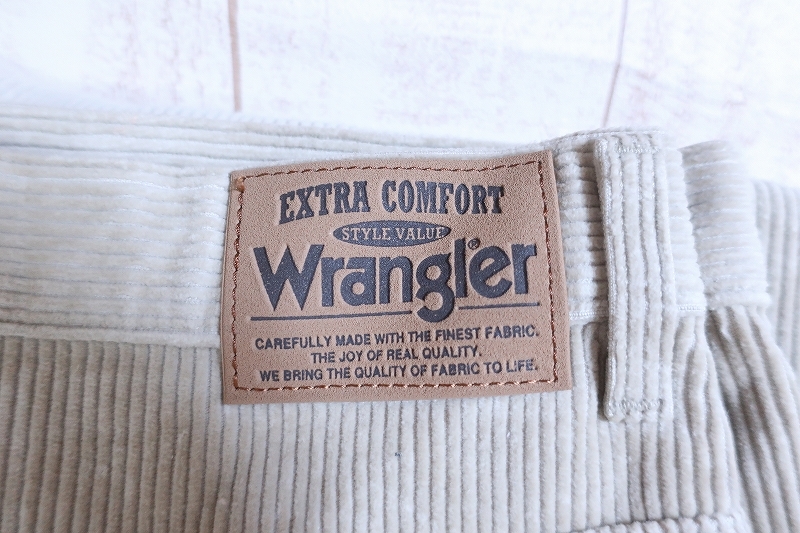 EXTRA COMFORT
STYLE VALUE
Wrangler®
CAREFULLY MADE WITH THE FINEST FABRIC.
THE JOY OF REAL QUALITY.
WE BRING THE QUALITY OF FABRIC TO LIFE.